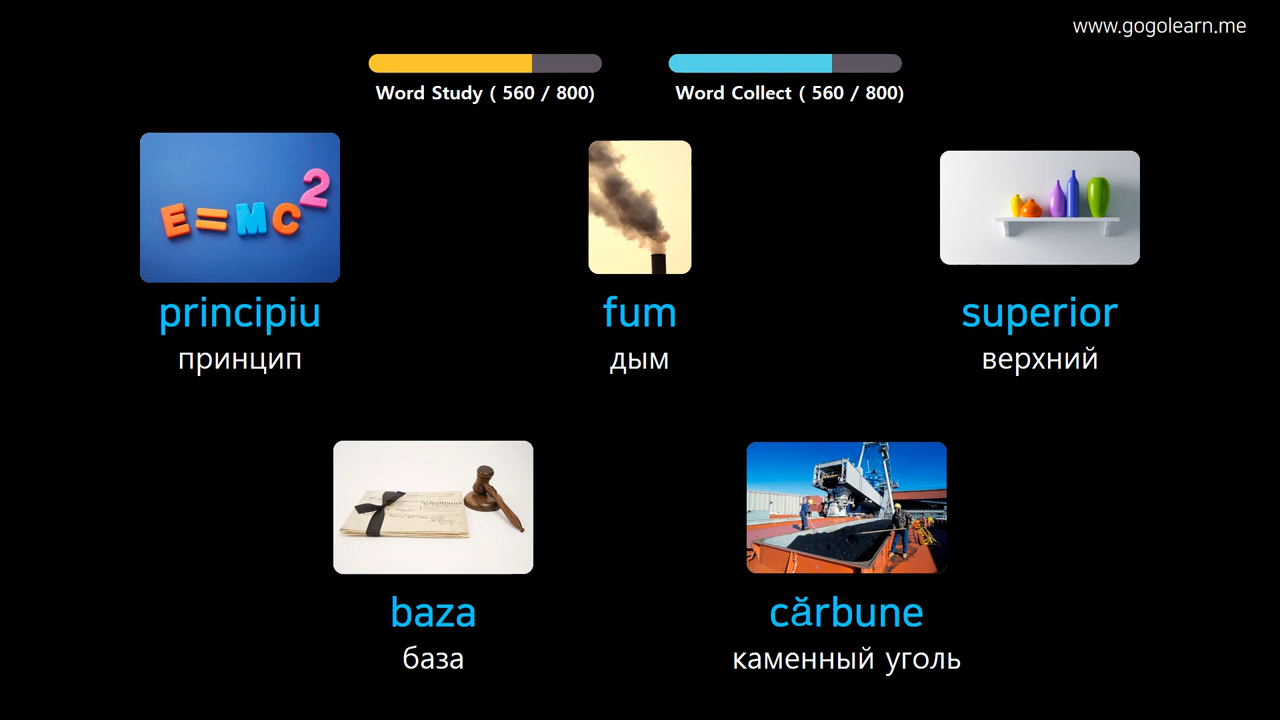 www.gogolearn.me
Word Study ( 560 / 800)
Word Collect ( 560 / 800)
E=MC2
principiu
принцип
fum
дым
superior
верхний
baza
база
cărbune
каменный уголь